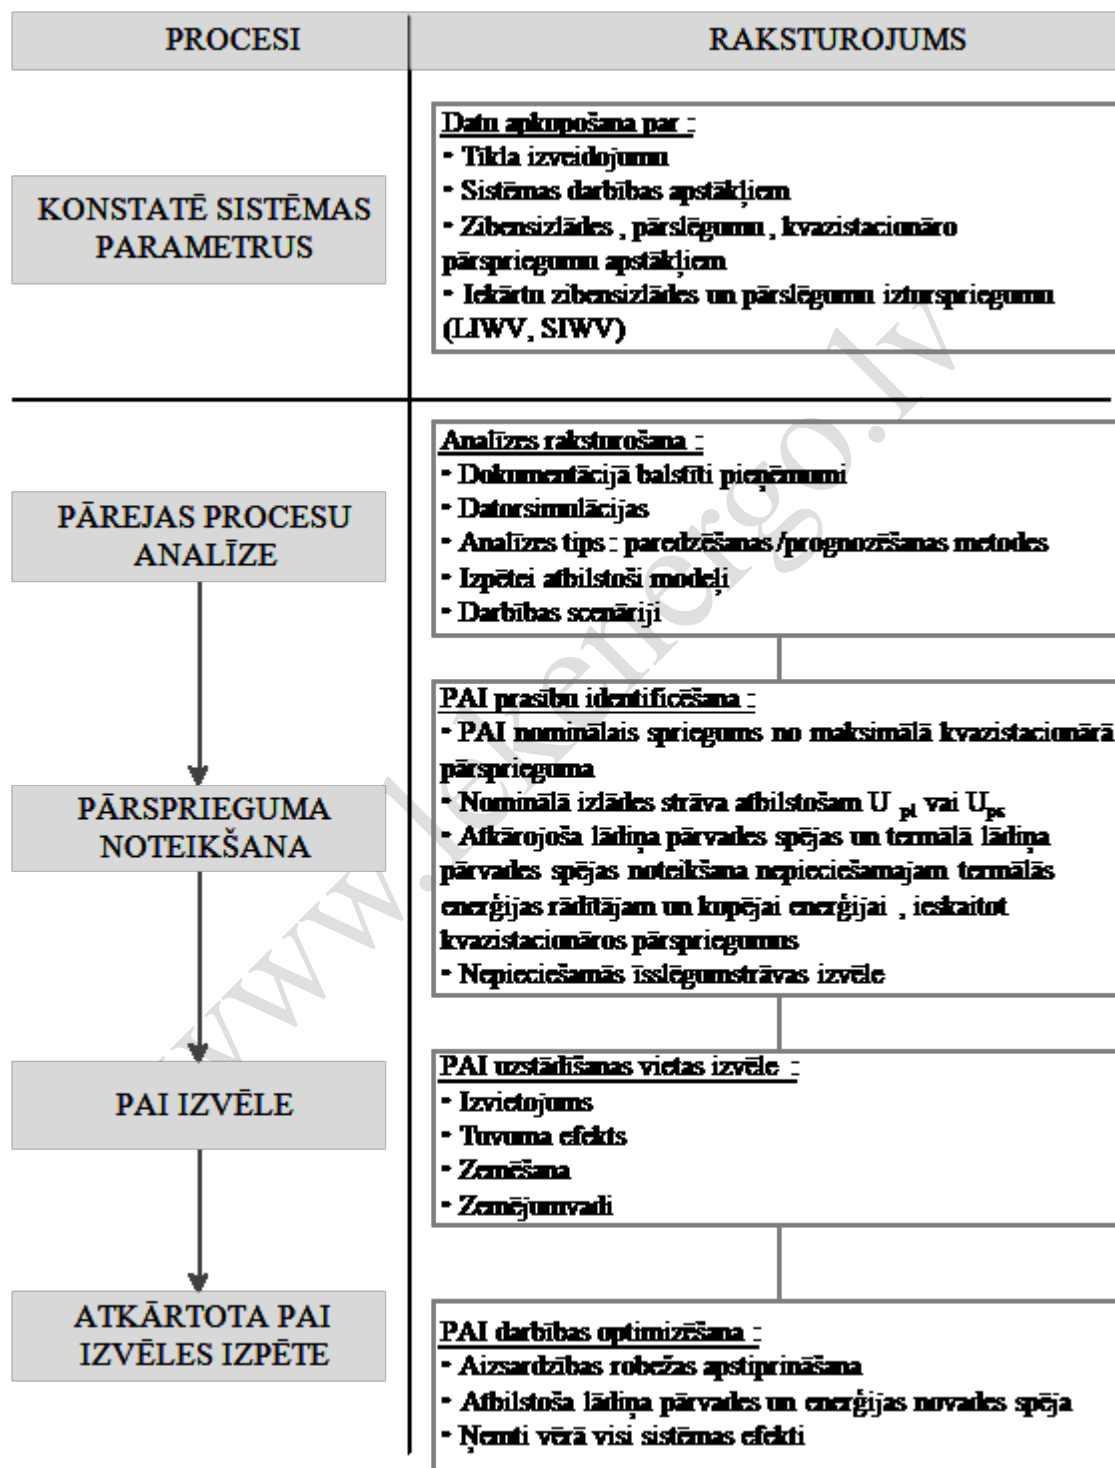 PROCESI
RAKSTUROJUMS
KONSTATĒ SISTĒMAS
PARAMETRUS
Datu apkopošana par :
- Tīkla izveidojumu
- Sistēmas darbības apstākļiem
- Zibensizlādes , pārslēgumu , kvazistacionāro
pārspriegumu apstākļiem
- Iekārtu zibensizlādes un pārslēgumu izturspriegumu
(LIWV, SIWV)
PĀREJAS PROCESU
ANALĪZE
Analīzes raksturošana :
- Dokumentācijā balstīti pieņēmumi
- Datorsimulācijas
- Analīzes tips : paredzēšanas /prognozēšanas metodes
- Izpētei atbilstoši modeļi
- Darbības scenāriji
PĀRSPRIEGUMA
NOTEIKŠANA
PAI prasību identificēšana :
- PAI nominālais spriegums no maksimālā kvazistacionārā
pārsprieguma
- Nominālā izlādes strāva atbilstošam U pl vai Ups
- Atkārojoša lādiņa pārvades spējas un termālā lādiņa
pārvades spējas noteikšana nepieciešamajam termālās
enerģijas rādītājam un kopējai enerģijai , ieskaitot
kvazistacionāros pārspriegumus
- Nepieciešamās īsslēgumstrāvas izvēle
PAI IZVĒLE
PAI uzstādīšanas vietas izvēle :
- Izvietojums
- Tuvuma efekts
- Zemēšana
- Zemējumvadi
ATKĀRTOTA PAI
IZVĒLES IZPĒTE
PAI darbības optimizēšana :
- Aizsardzības robežas apstiprināšana
- Atbilstoša lādiņa pārvades un enerģijas novades spēja
- Ņemti vērā visi sistēmas efekti
www.lekenergo.lv